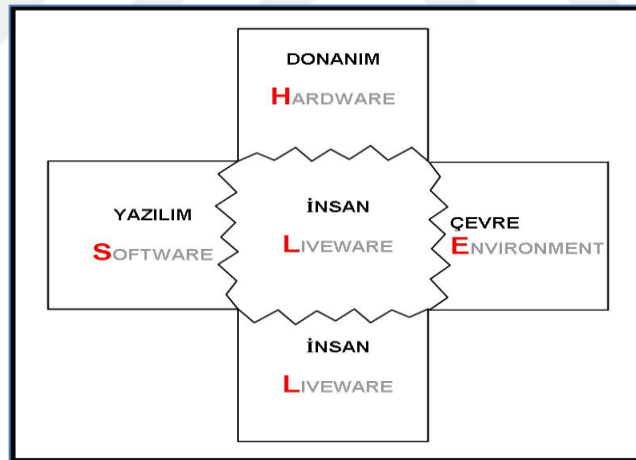 DONANIM
HARDWARE
YAZILIM
SOFTWARE
İNSAN
LIVEWARE
ÇEVRE
ENVIRONMENT
İNSAN
LIVEWARE